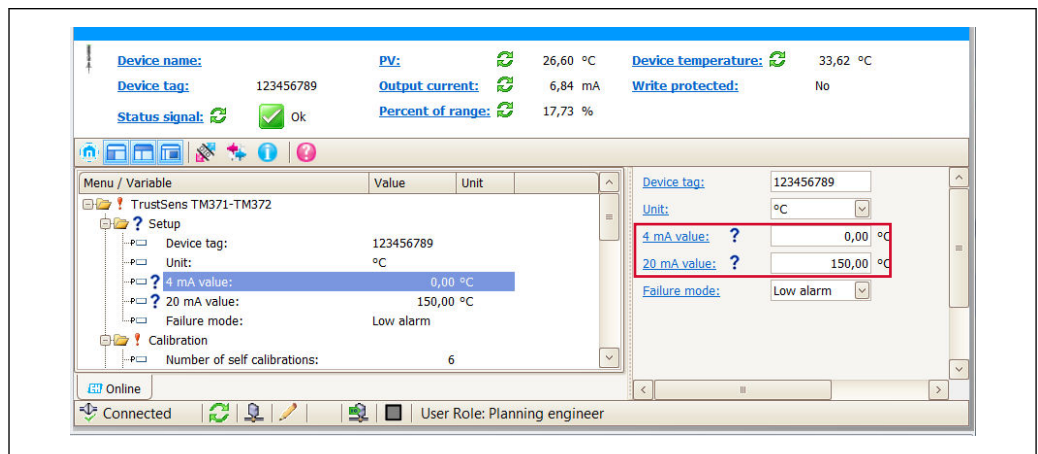 Device name: PV: 26,60 °C Device temperature: 33,62 °C
Device tag: 123456789 Output current: 6,84 mA Write protected: No
Status signal: Ok Percent of range: 17,73 %
Menu / Variable Value Unit
TrustSens TM371-TM372
Setup
Device tag: 123456789
Unit: °C
4 mA value: 0,00 °C
20 mA value: 150,00 °C
Failure mode: Low alarm
Calibration
Number of self calibrations: 6
Device tag: 123456789
Unit: °C
4 mA value: ? 0,00 °C
20 mA value: ? 150,00 °C
Failure mode: Low alarm
Online
Connected User Role: Planning engineer